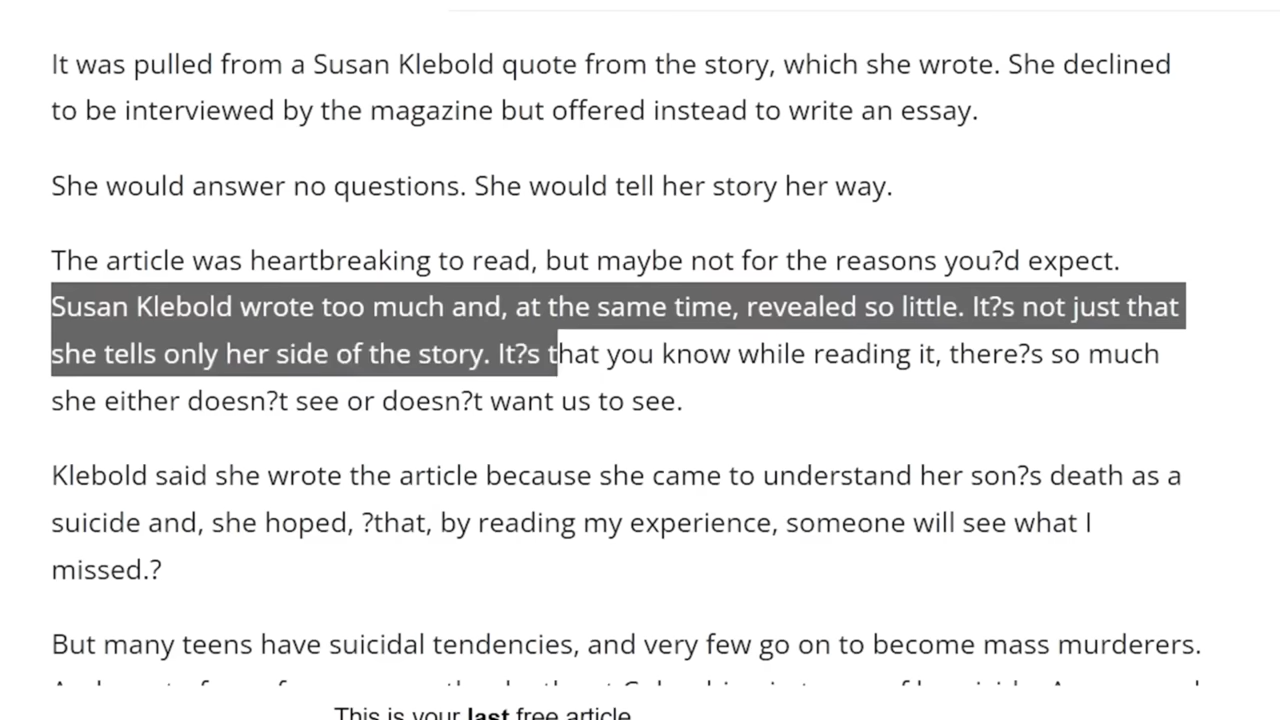 It was pulled from a Susan Klebold quote from the story, which she wrote. She declined
to be interviewed by the magazine but offered instead to write an essay.
She would answer no questions. She would tell her story her way.
The article was heartbreaking to read, but maybe not for the reasons you?d expect.
Susan Klebold wrote too much and, at the same time, revealed so little. It?s not just that
she tells only her side of the story. It?s that you know while reading it, there?s so much
she either doesn?t see or doesn?t want us to see.
Klebold said she wrote the article because she came to understand her son?s death as a
suicide and, she hoped, ?that, by reading my experience, someone will see what I
missed.?
But many teens have suicidal tendencies, and very few go on to become mass murderers.
This is your last free article